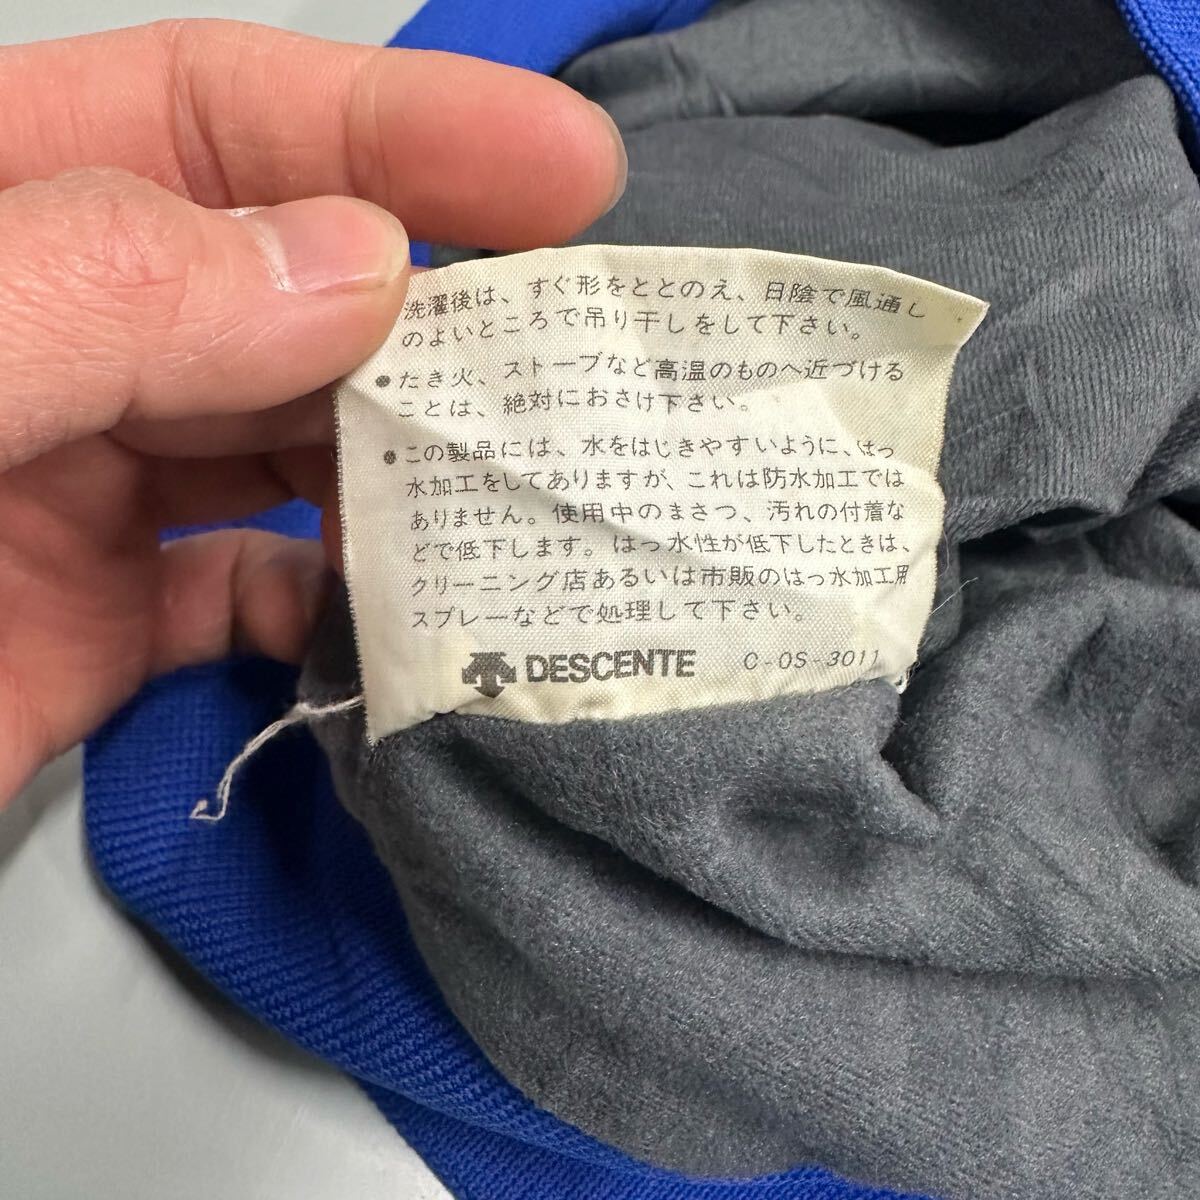 洗濯後は、すぐ形をととのえ、日陰で風通し
のよいところで吊り干しをして下さい。
●たき火、ストーブなど高温のものへ近づける
ことは、絶対におさけ下さい。
●この製品には、水をはじきやすいように、はっ
水加工をしてありますが、これは防水加工では
ありません。使用中のまさつ、汚れの付着な
どで低下します。はっ水性が低下したときは、
クリーニング店あるいは市販のはっ水加工用
スプレーなどで処理して下さい。
DESCENTE C-OS-3011